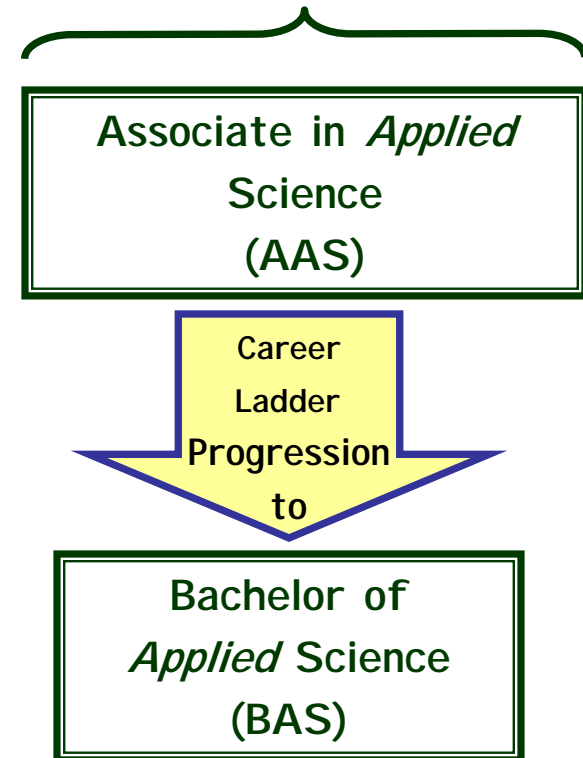 Associate in Applied
Science
(AAS)
Career
Ladder
Progression
to
Bachelor of
Applied Science
(BAS)